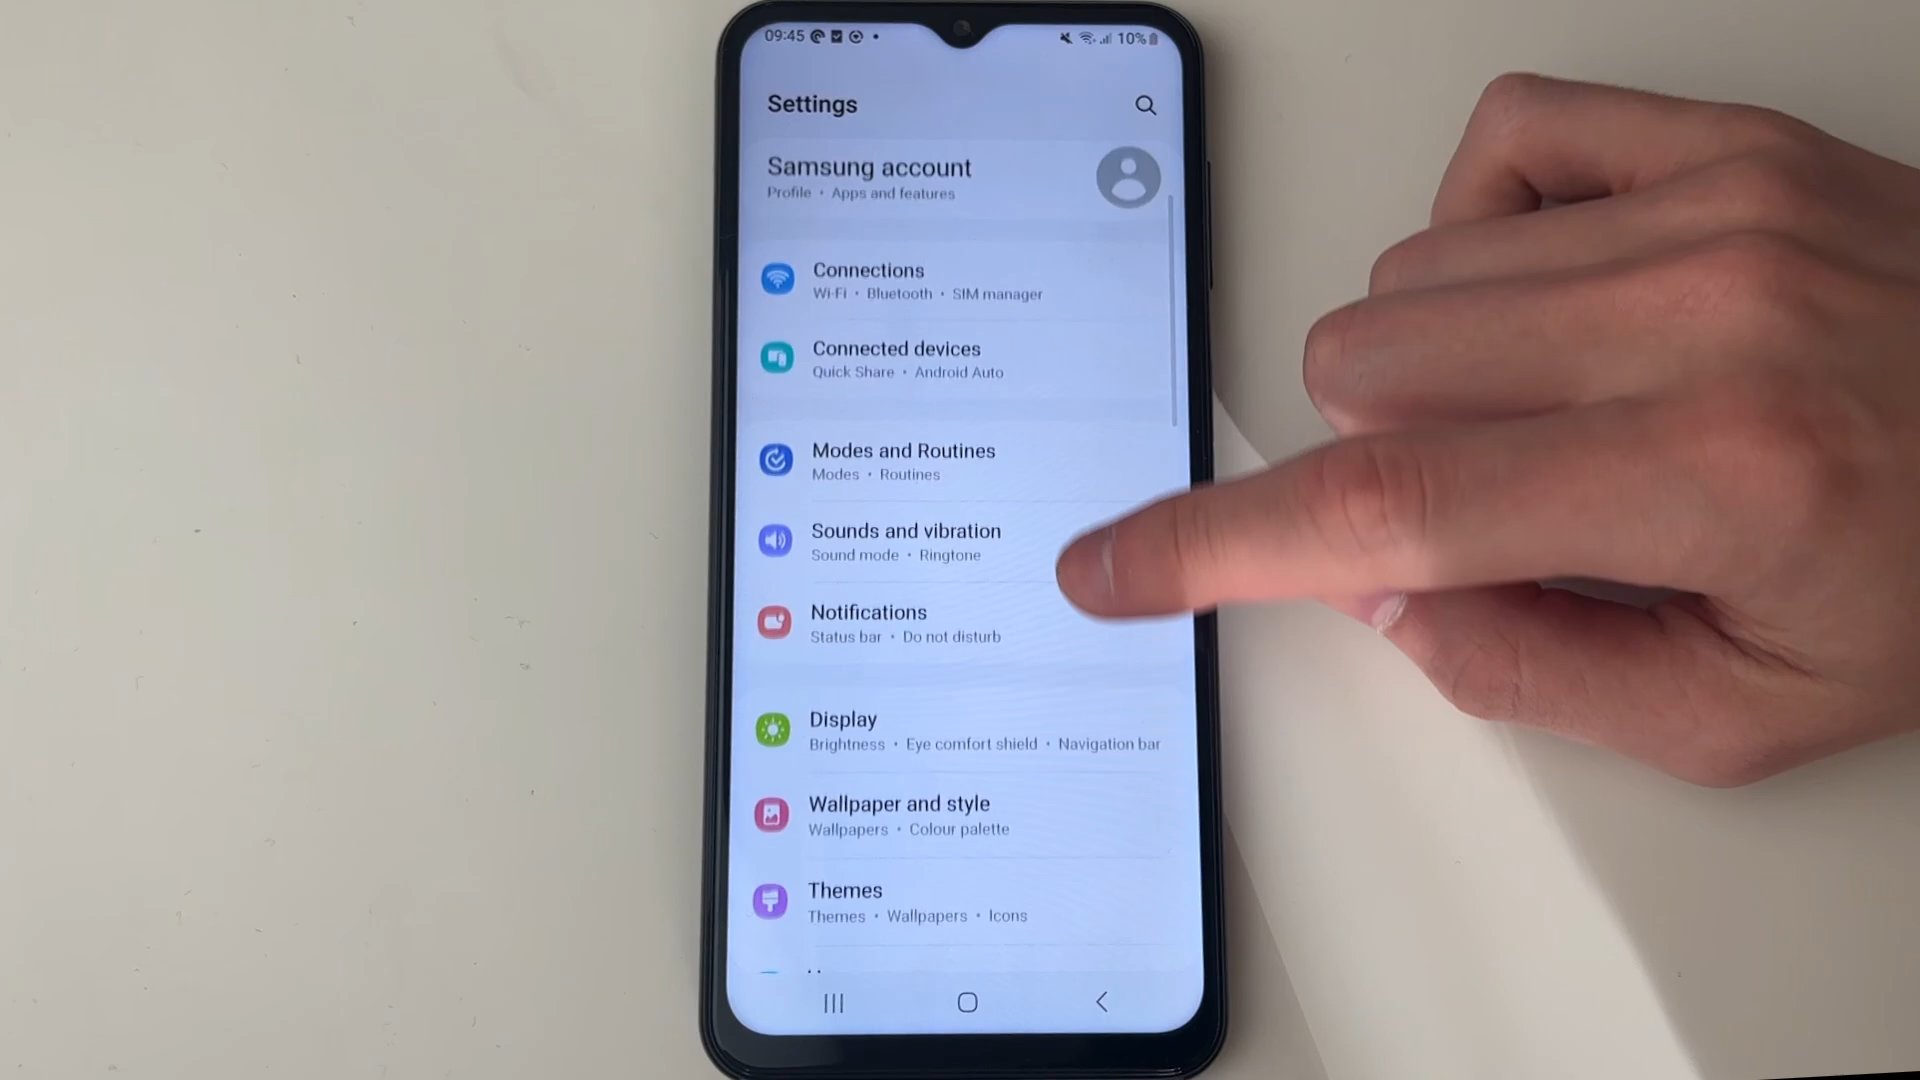 09:45
10%
Settings
Samsung account
Profile • Apps and features
Connections
Wi-Fi • Bluetooth • SIM manager
Connected devices
Quick Share • Android Auto
Modes and Routines
Modes • Routines
Sounds and vibration
Sound mode • Ringtone
Notifications
Status bar • Do not disturb
Display
Brightness • Eye comfort shield • Navigation bar
Wallpaper and style
Wallpapers • Colour palette
Themes
Themes • Wallpapers • Icons